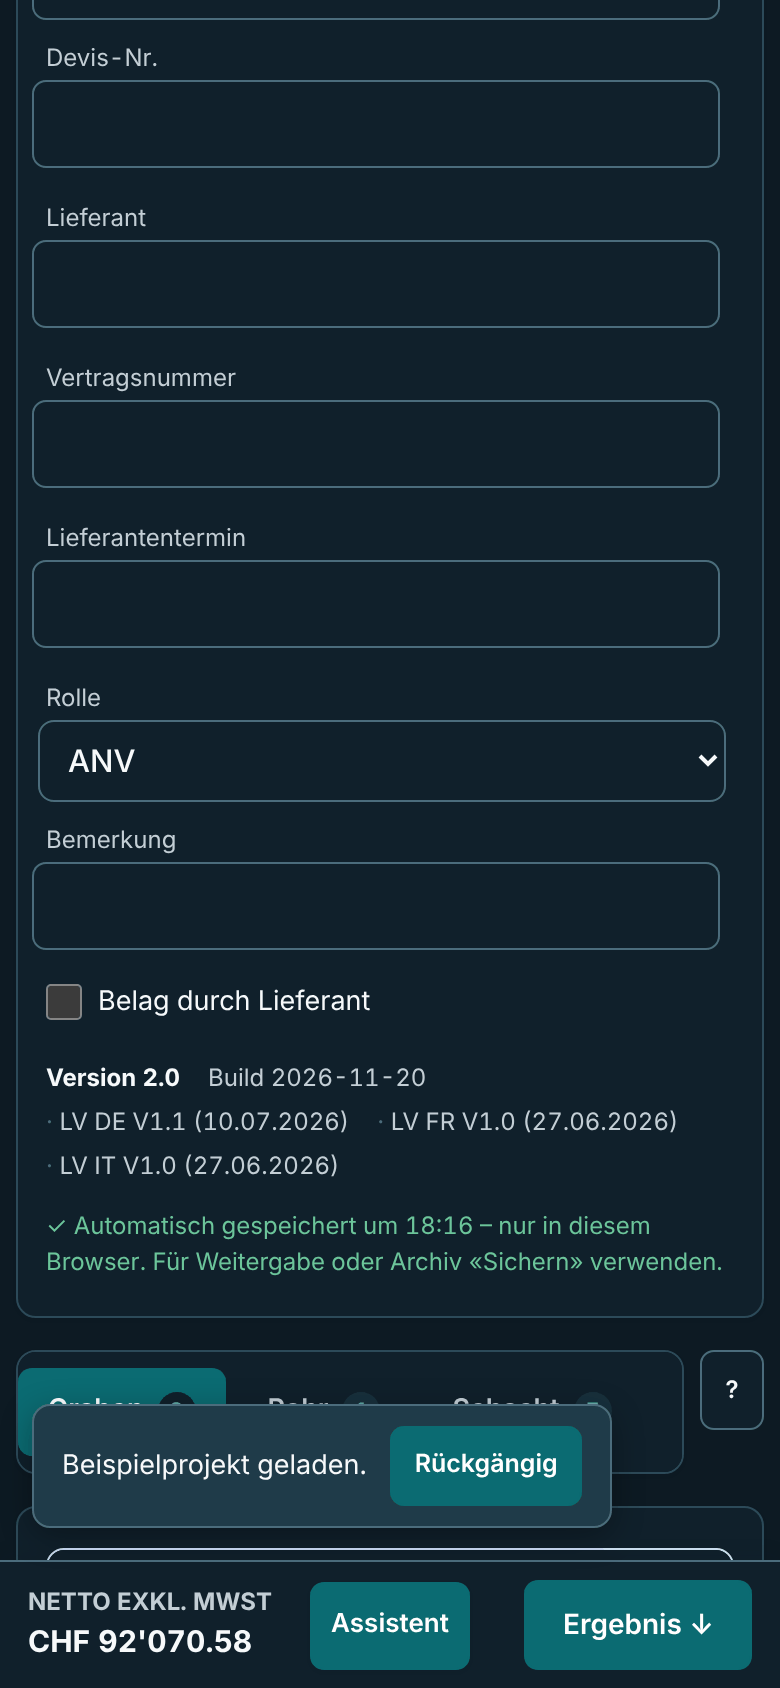 Devis-Nr.
Lieferant
Vertragsnummer
Lieferantentermin
Rolle
ANV
Bemerkung
Belag durch Lieferant
Version 2.0 Build 2026-11-20
· LV DE V1.1 (10.07.2026) · LV FR V1.0 (27.06.2026)
· LV IT V1.0 (27.06.2026)
✓ Automatisch gespeichert um 18:16 – nur in diesem
Browser. Für Weitergabe oder Archiv «Sichern» verwenden.
Graben Rohr Schacht
?
Beispielprojekt geladen. Rückgängig
NETTO EXKL. MWST
CHF 92'070.58
Assistent
Ergebnis ↓